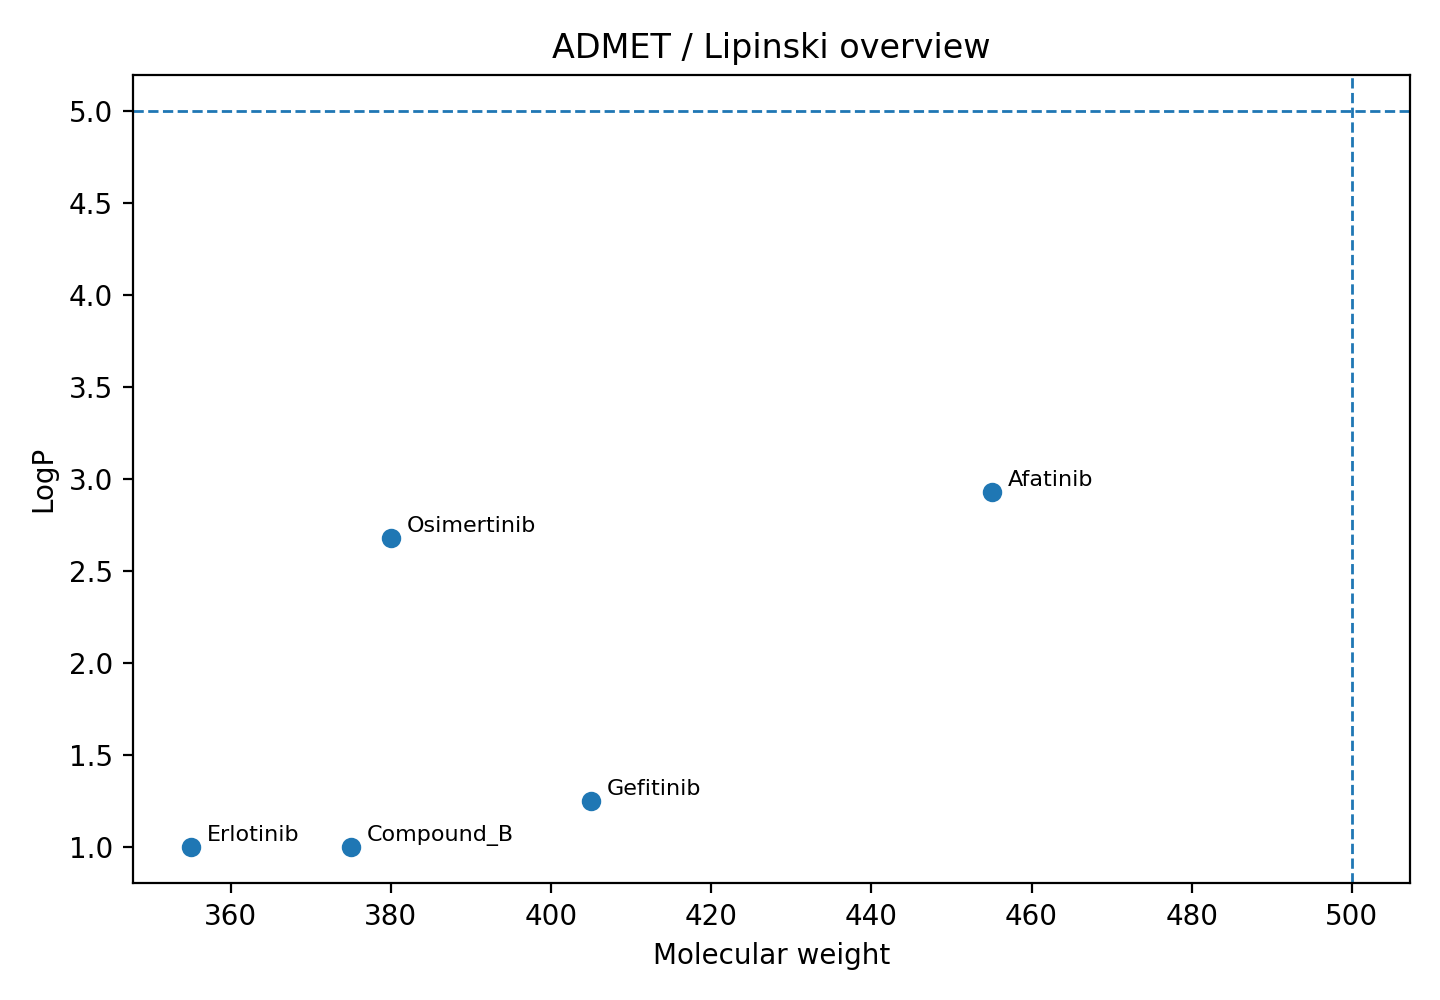 ADMET / Lipinski overview
5.0
4.5
4.0
3.5
3.0
2.5
2.0
1.5
1.0
LogP
Afatinib
Osimertinib
Gefitinib
Erlotinib
Compound_B
360
380
400
420
440
460
480
500
Molecular weight